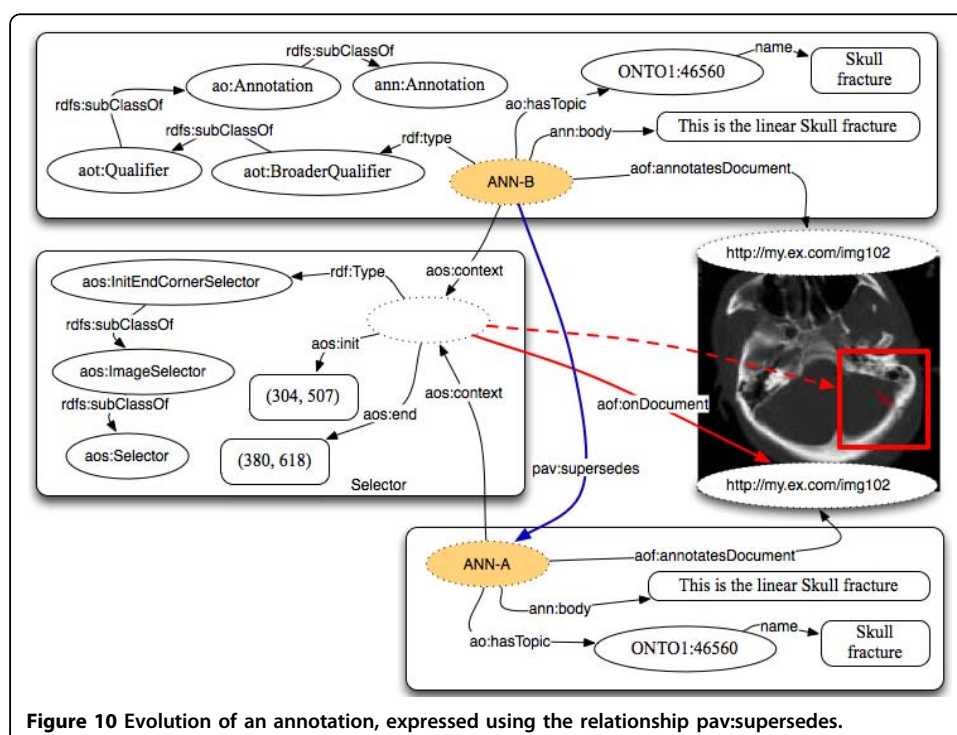 rdfs:subClassOf
ao:Annotation
ann:Annotation
rdfs:subClassOf
rdfs:subClassOf
aot:Qualifier
aot:BroaderQualifier
rdf:type
ANN-B
ao:hasTopic
ONTO1:46560
name
Skull
fracture
ann:body
This is the linear Skull fracture
aof:annotatesDocument
aos:context
http://my.ex.com/img102
aos:InitEndCornerSelector
rdf:Type
rdfs:subClassOf
aos:ImageSelector
rdfs:subClassOf
aos:Selector
aos:init
(304, 507)
aos:end
(380, 618)
aos:context
Selector
aof:onDocument
pav:supersedes
http://my.ex.com/img102
ANN-A
aof:annotatesDocument
ann:body
This is the linear Skull fracture
ao:hasTopic
ONTO1:46560
name
Skull
fracture
Figure 10 Evolution of an annotation, expressed using the relationship pav:supersedes.